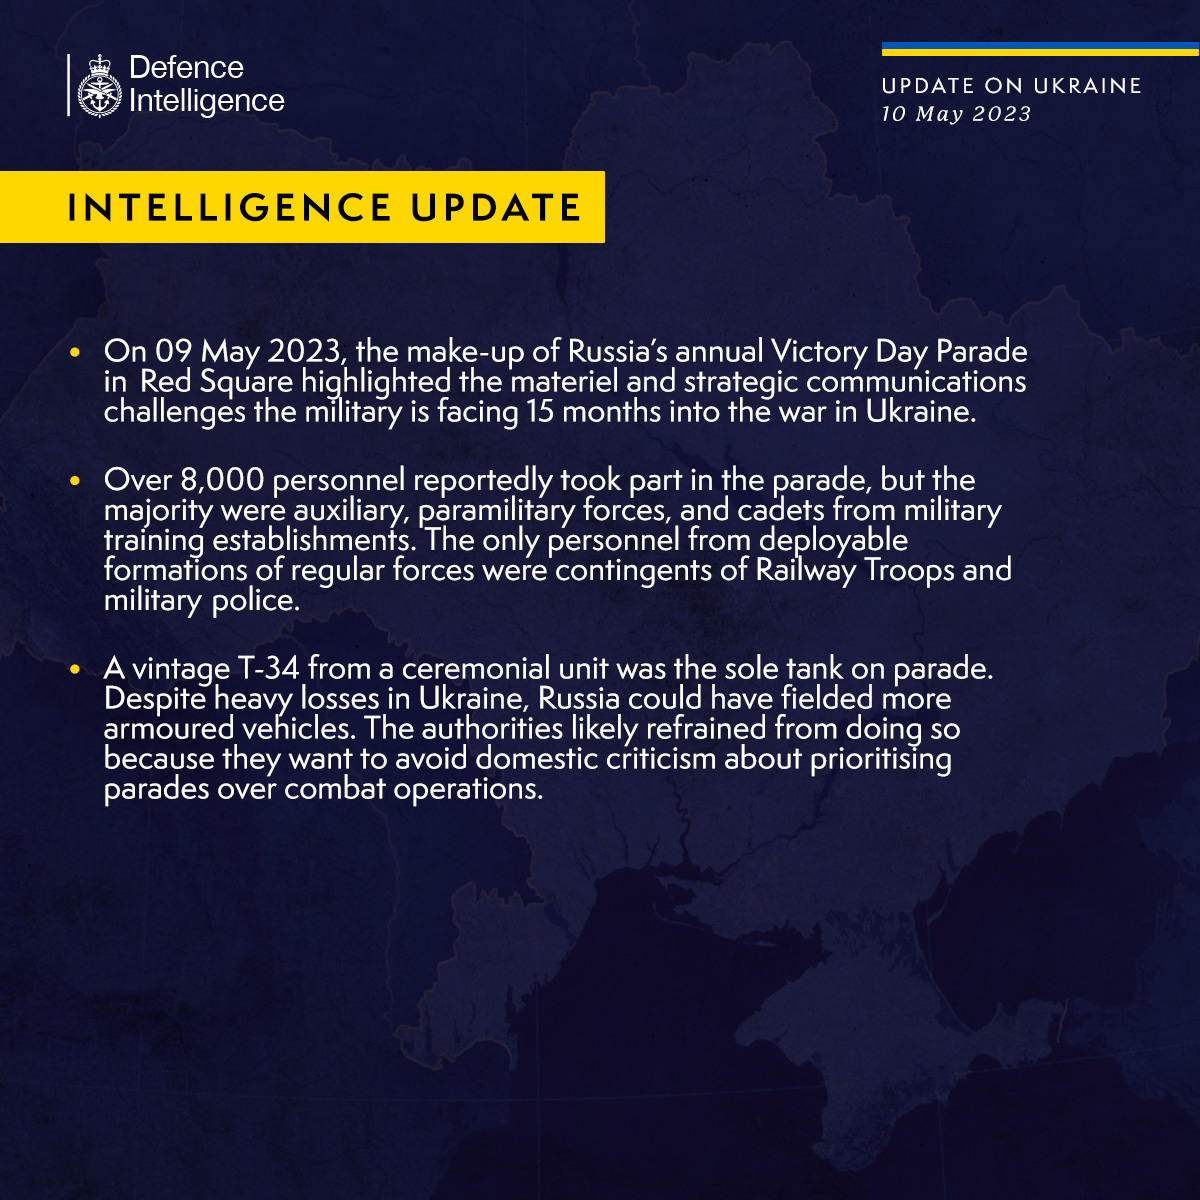 Defence
Intelligence
UPDATE ON UKRAINE
10 May 2023
INTELLIGENCE UPDATE
• On 09 May 2023, the make-up of Russia's annual Victory Day Parade
in Red Square highlighted the materiel and strategic communications
challenges the military is facing 15 months into the war in Ukraine.
• Over 8,000 personnel reportedly took part in the parade, but the
majority were auxiliary, paramilitary forces, and cadets from military
training establishments. The only personnel from deployable
formations of regular forces were contingents of Railway Troops and
military police.
• A vintage T-34 from a ceremonial unit was the sole tank on parade.
Despite heavy losses in Ukraine, Russia could have fielded more
armoured vehicles. The authorities likely refrained from doing so
because they want to avoid domestic criticism about prioritising
parades over combat operations.